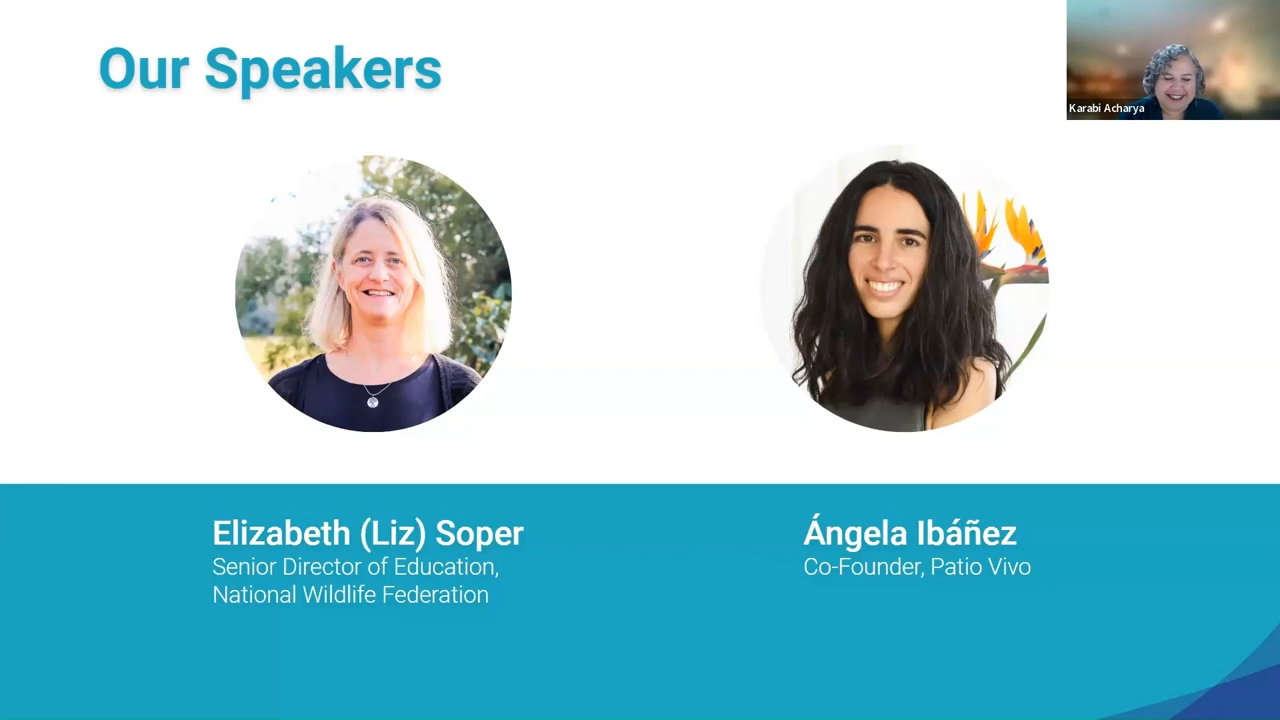 Our Speakers
Karabi Acharya
Elizabeth (Liz) Soper
Senior Director of Education,
National Wildlife Federation
Ángela Ibáñez
Co-Founder, Patio Vivo